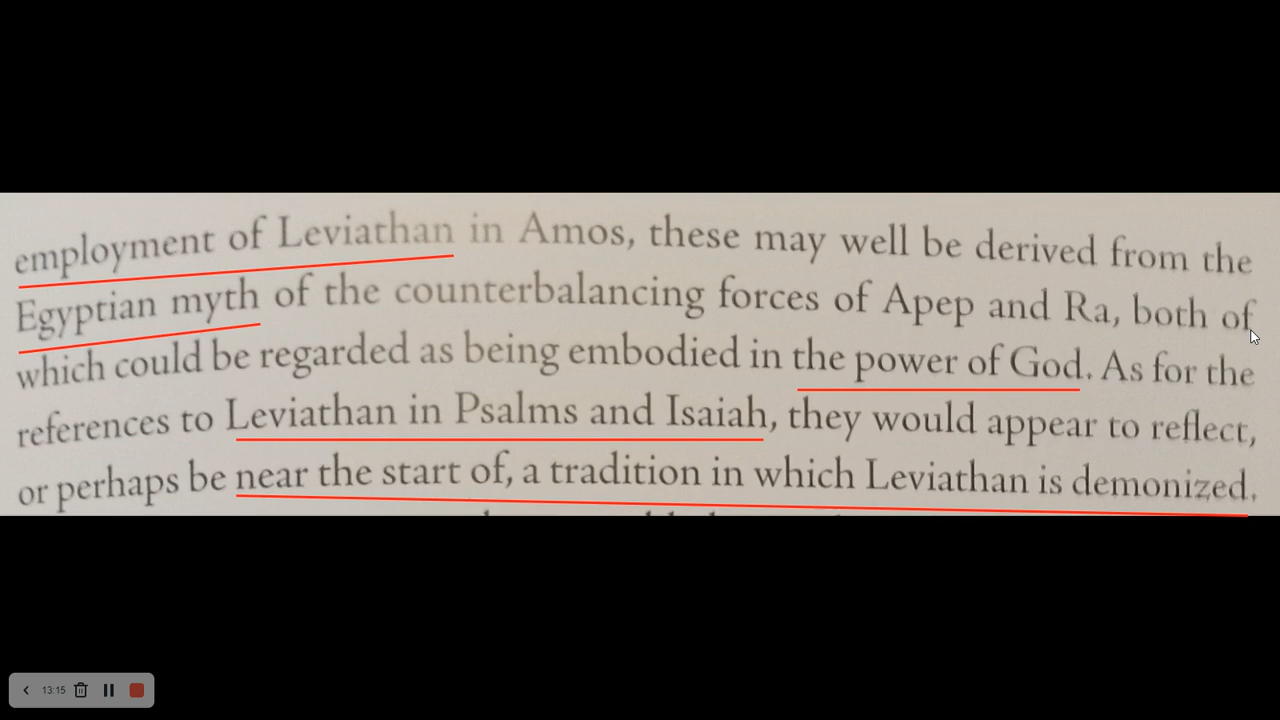 employment of Leviathan in Amos, these may well be derived from the
Egyptian myth of the counterbalancing forces of Apep and Ra, both of
which could be regarded as being embodied in the power of God. As for the
references to Leviathan in Psalms and Isaiah, they would appear to reflect,
or perhaps be near the start of, a tradition in which Leviathan is demonized.
13:15